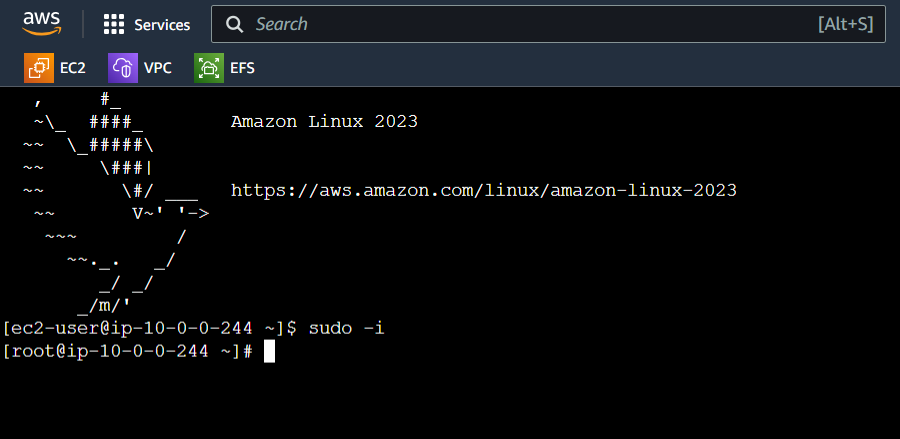 aws
Services
Search
[Alt+S]
EC2
VPC
EFS
   ,     #_
   ~\_  ####_        Amazon Linux 2023
  ~~  \_#####\
  ~~     \###|
  ~~       \#/ ___   https://aws.amazon.com/linux/amazon-linux-2023
   ~~       V~' '->
    ~~~         /
      ~~._.   _/
         _/ _/
       _/m/'
[ec2-user@ip-10-0-0-244 ~]$ sudo -i
[root@ip-10-0-0-244 ~]#